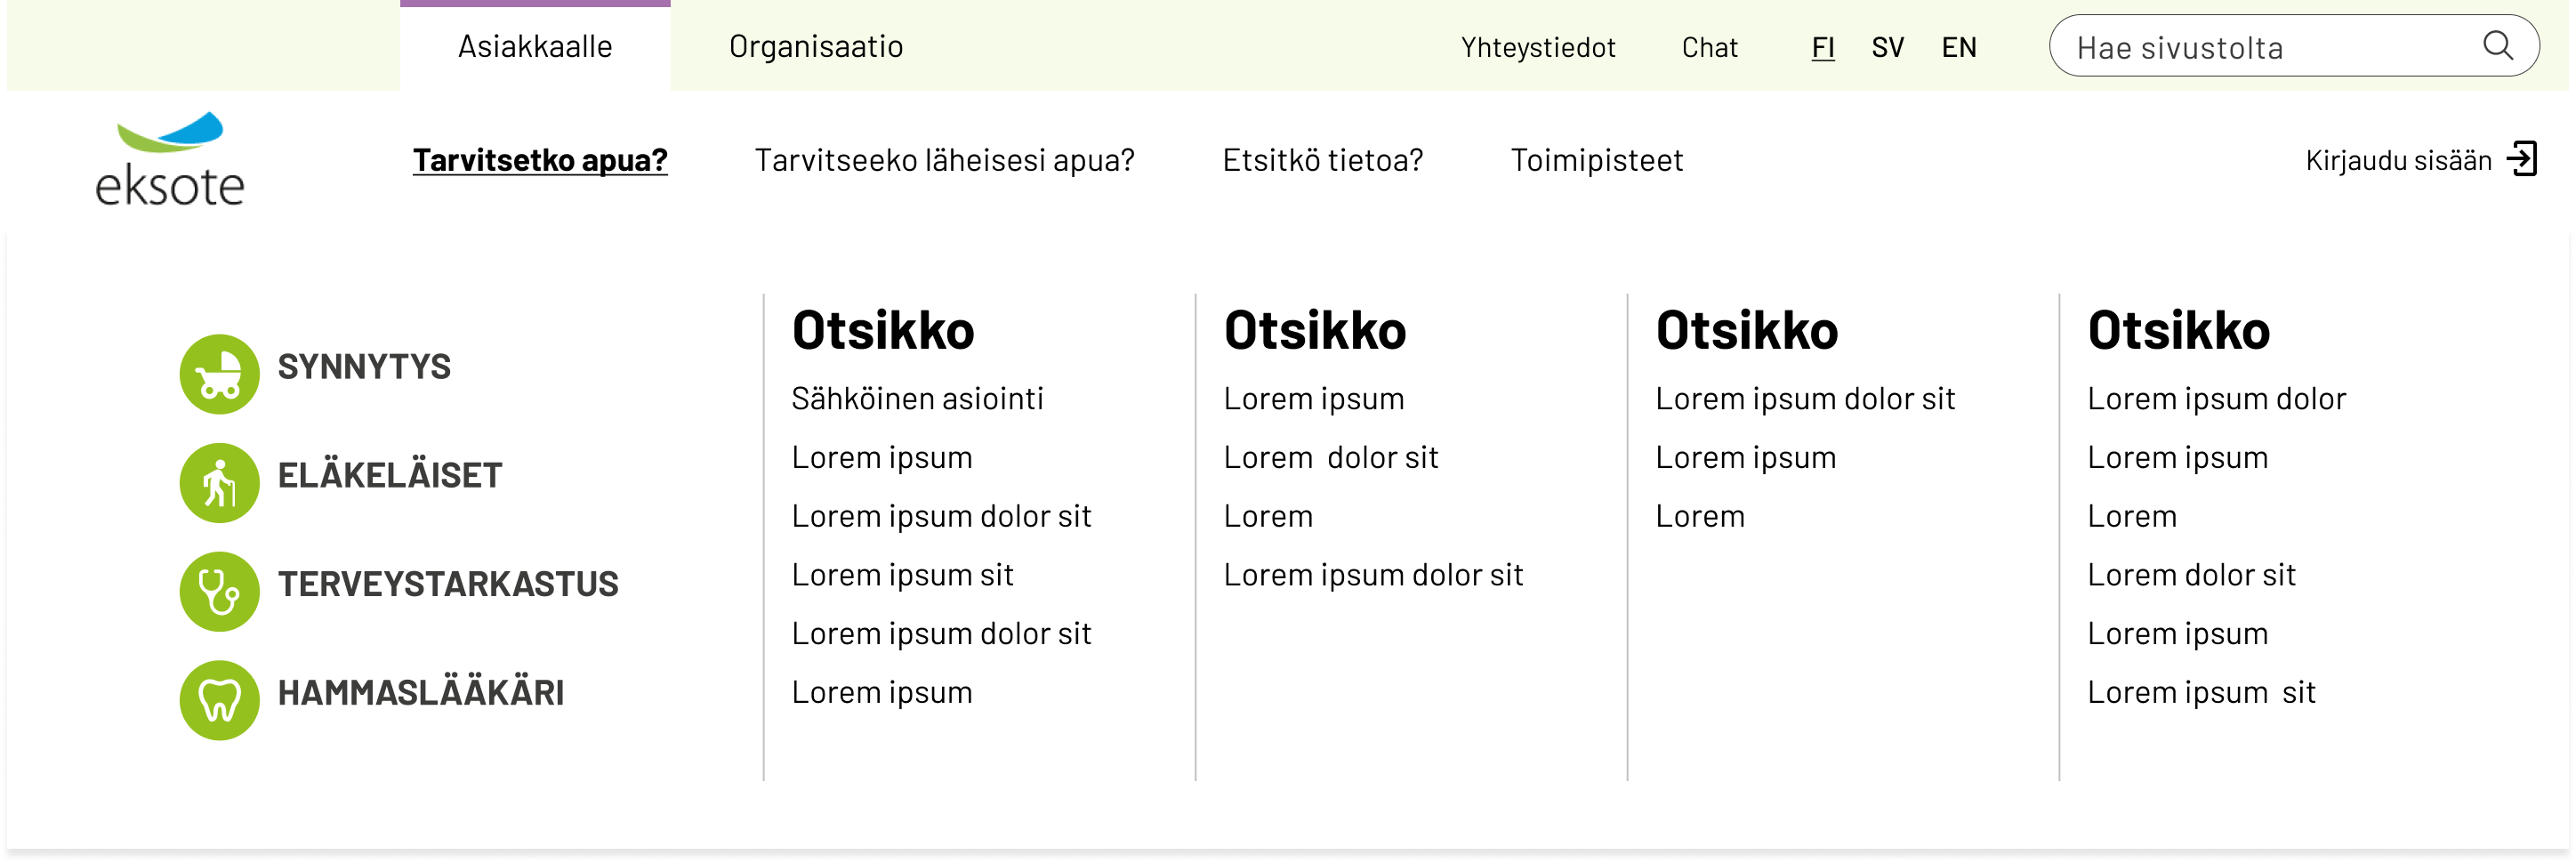 Asiakkaalle
Organisaatio
Yhteystiedot
Chat
FI SV EN
Hae sivustolta
eksote
Tarvitsetko apua?
Tarvitseeko läheisesi apua?
Etsitkö tietoa?
Toimipisteet
Kirjaudu sisään
SYNNYTYS
ELÄKELÄISET
TERVEYSTARKASTUS
HAMMASLÄÄKÄRI
Otsikko
Sähköinen asiointi
Lorem ipsum
Lorem ipsum dolor sit
Lorem ipsum sit
Lorem ipsum dolor sit
Lorem ipsum
Otsikko
Lorem ipsum
Lorem  dolor sit
Lorem
Lorem ipsum dolor sit
Otsikko
Lorem ipsum dolor sit
Lorem ipsum
Lorem
Otsikko
Lorem ipsum dolor
Lorem ipsum
Lorem
Lorem dolor sit
Lorem ipsum
Lorem ipsum  sit